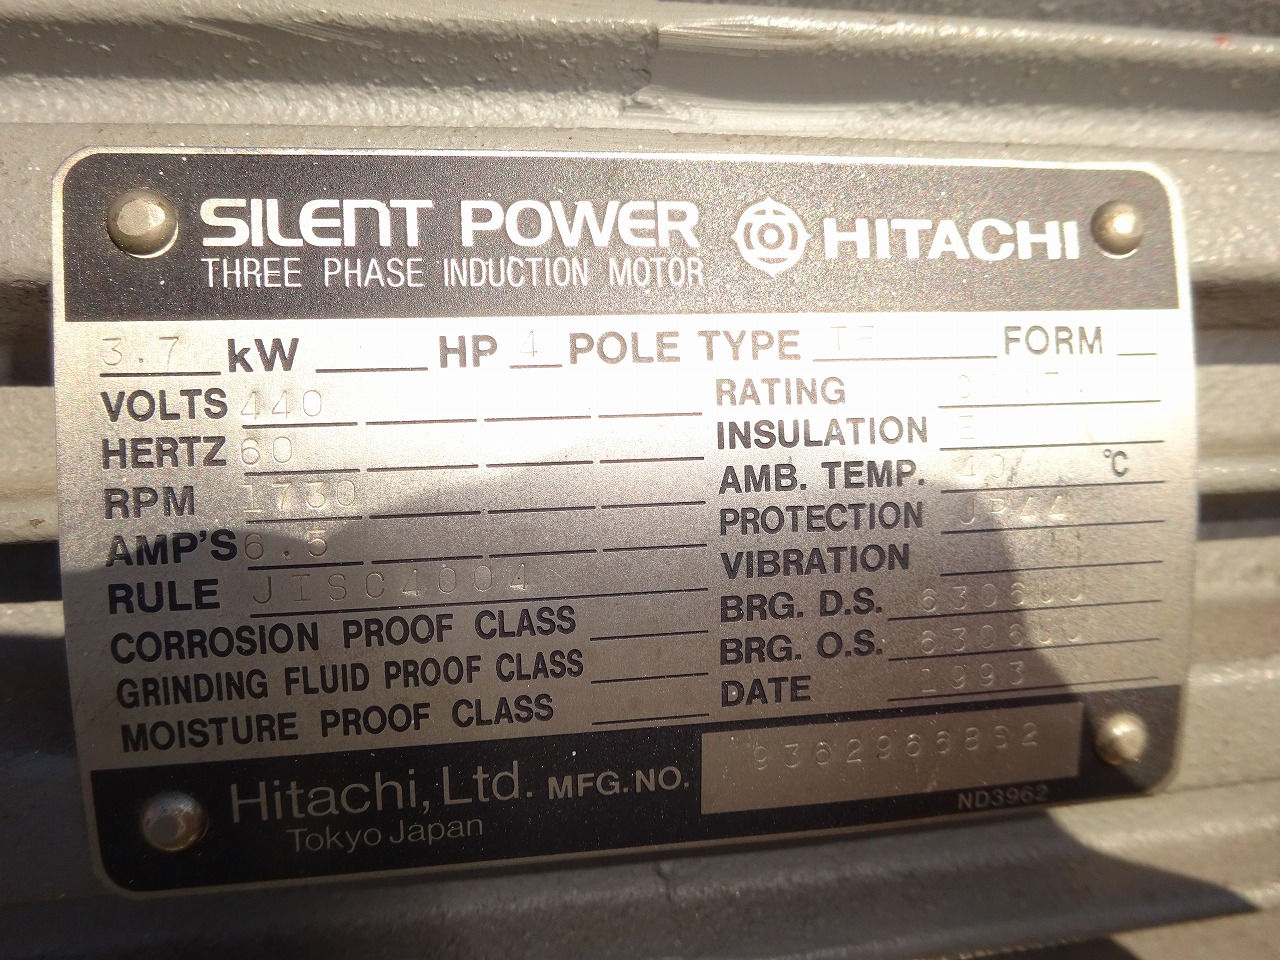 SILENT POWER HITACHI
THREE PHASE INDUCTION MOTOR
3.7 kW HP 4 POLE TYPE FORM
VOLTS 440
HERTZ 60
RPM 1730
AMP'S 6.5
RULE JISC4004
CORROSION PROOF CLASS
GRINDING FLUID PROOF CLASS
MOISTURE PROOF CLASS
RATING
INSULATION E
AMB. TEMP. 40 °C
PROTECTION JP44
VIBRATION
BRG. D.S.
BRG. O.S.
DATE 1993
Hitachi, Ltd. MFG. NO.
Tokyo Japan
ND3962